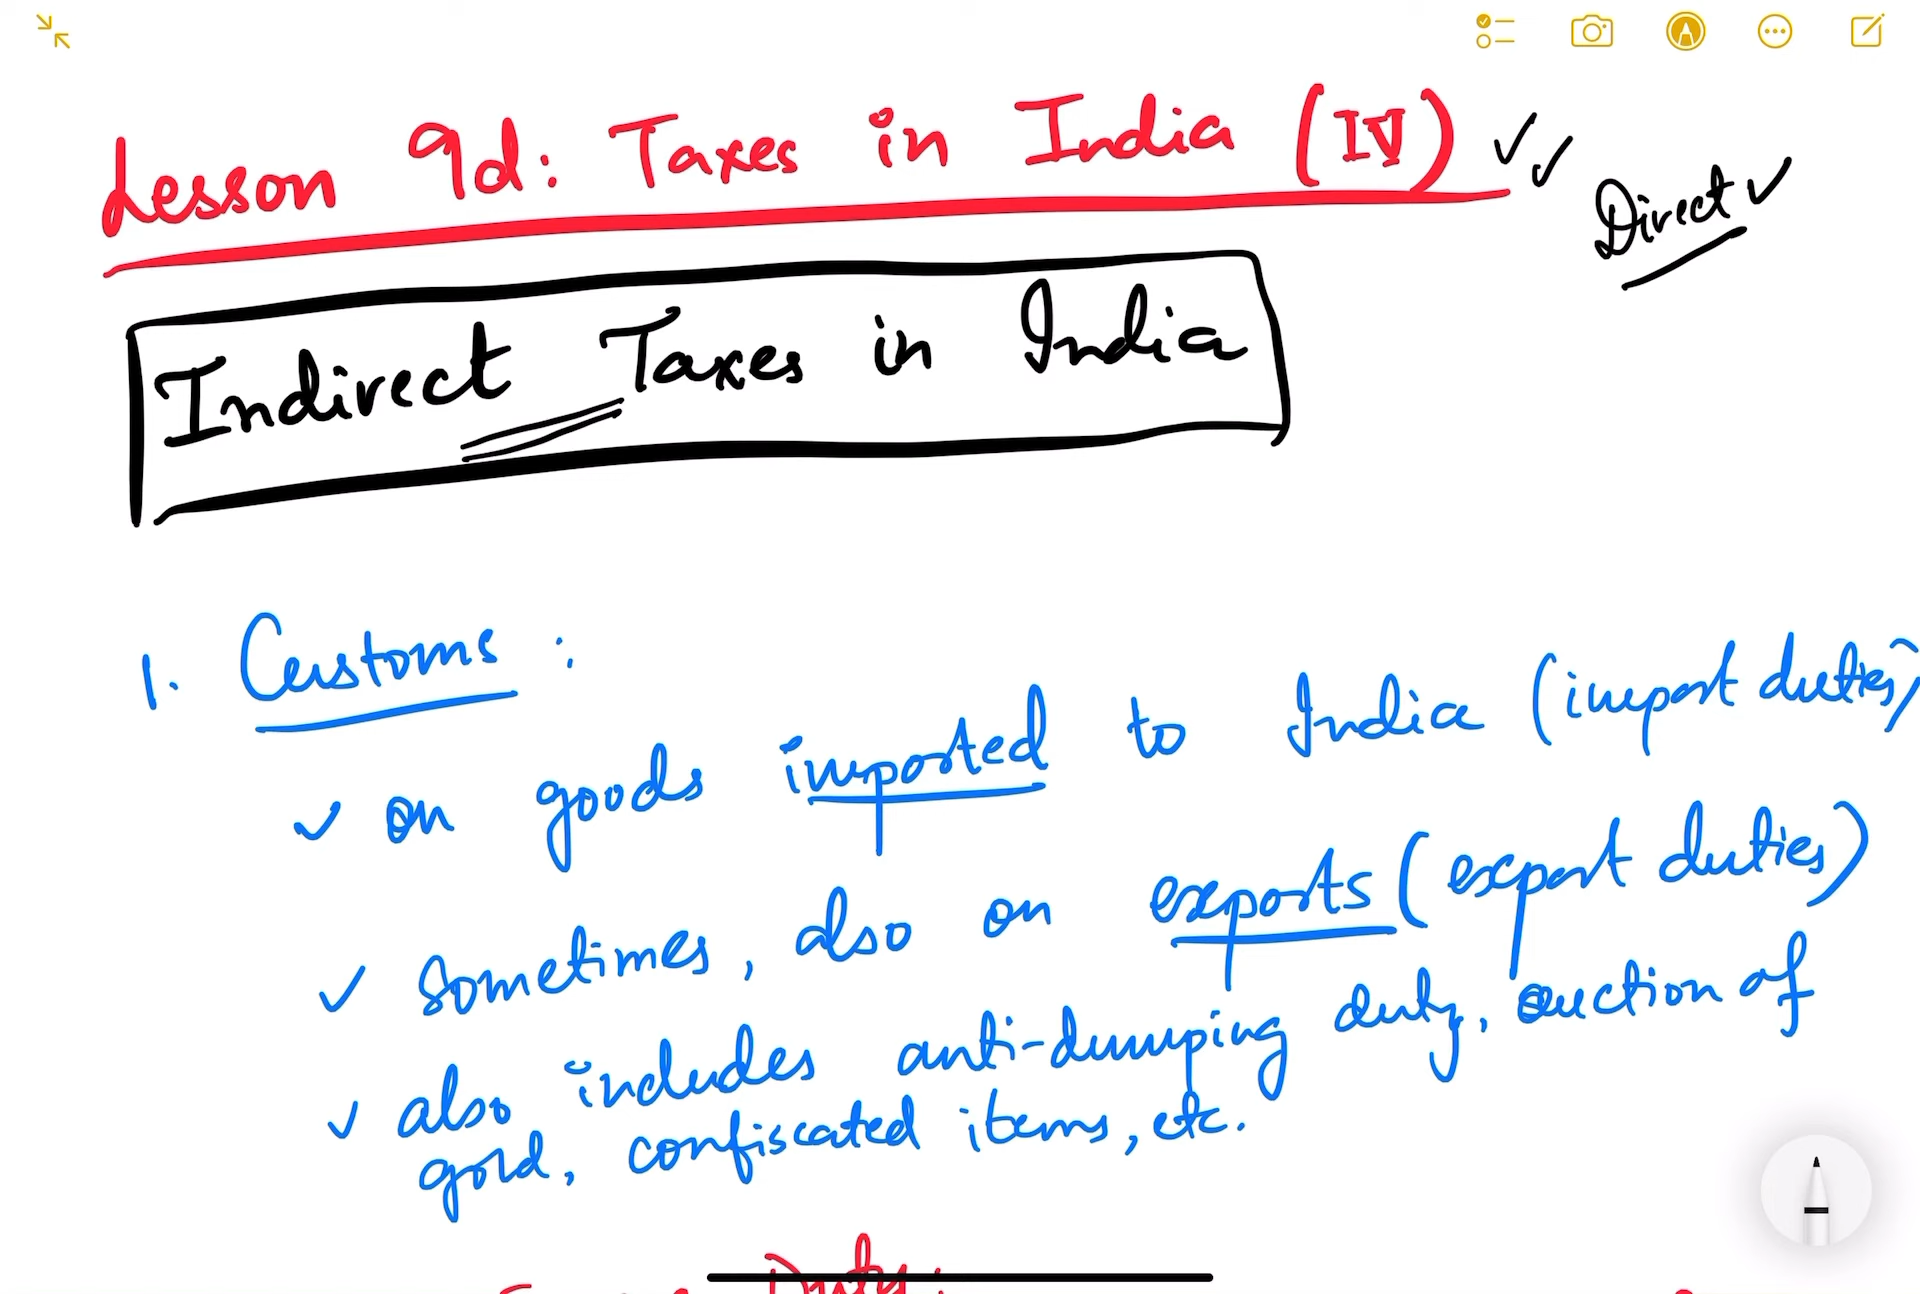 Lesson 9d: Taxes in India (IV) ✓✓
Direct ✓
Indirect Taxes in India
1. Customs :
✓ on goods imported to India (import duties)
✓ sometimes, also on exports (export duties)
✓ also includes anti-dumping duty, auction of
gold, confiscated items, etc.
Duty: